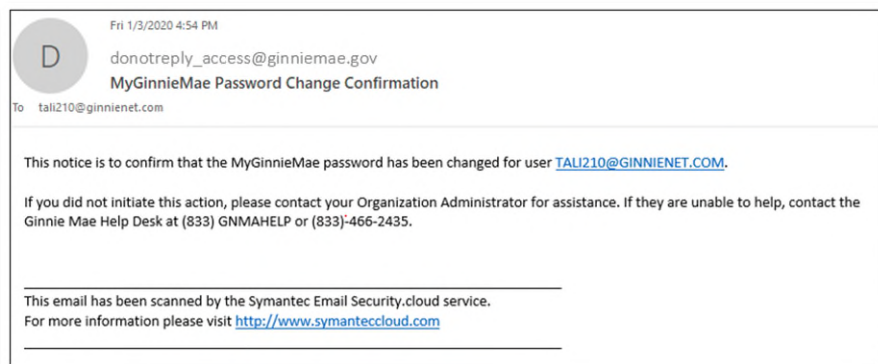 Fri 1/3/2020 4:54 PM
D
donotreply_access@ginniemae.gov
MyGinnieMae Password Change Confirmation
To tali210@ginnienet.com
This notice is to confirm that the MyGinnieMae password has been changed for user TALI210@GINNIENET.COM.
If you did not initiate this action, please contact your Organization Administrator for assistance. If they are unable to help, contact the
Ginnie Mae Help Desk at (833) GNMAHELP or (833)-466-2435.
This email has been scanned by the Symantec Email Security.cloud service.
For more information please visit http://www.symanteccloud.com